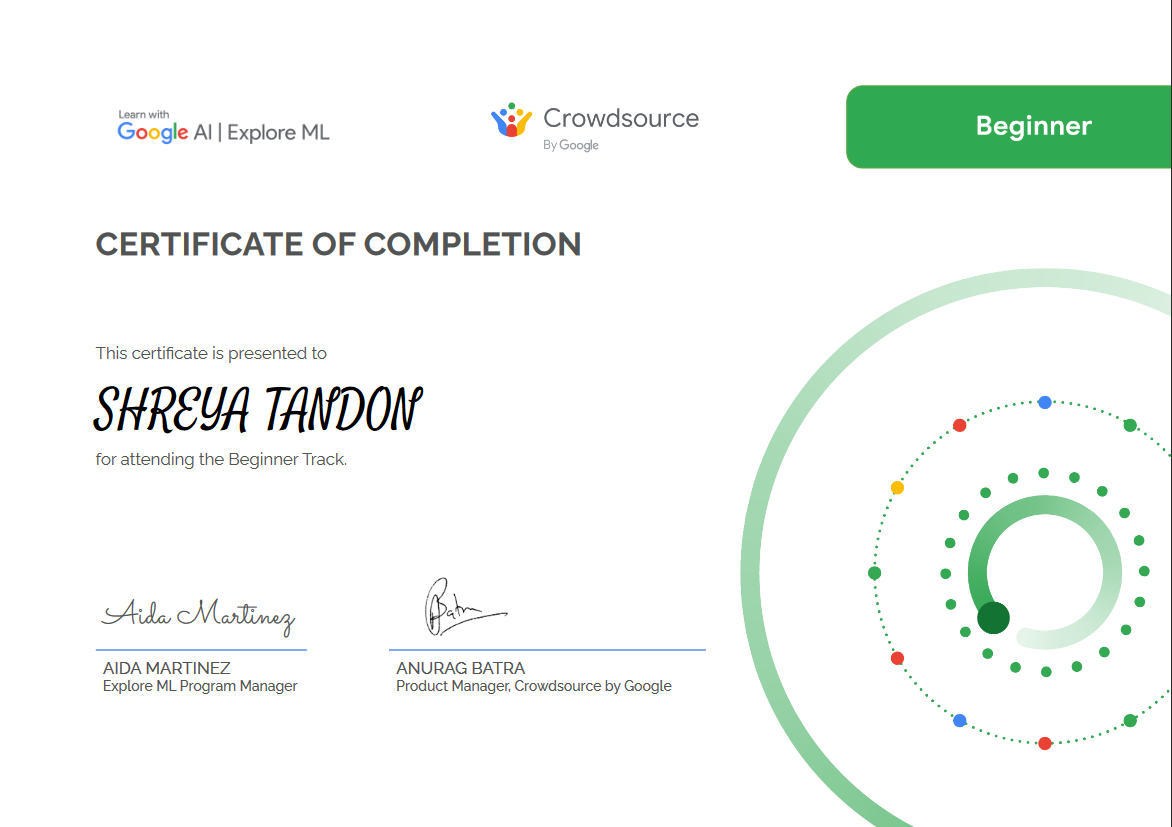 Learn with
Google AI | Explore ML
Crowdsource
By Google
Beginner
CERTIFICATE OF COMPLETION
This certificate is presented to
SHREYA TANDON
for attending the Beginner Track.
Aida Martinez
Batra
AIDA MARTINEZ
Explore ML Program Manager
ANURAG BATRA
Product Manager, Crowdsource by Google